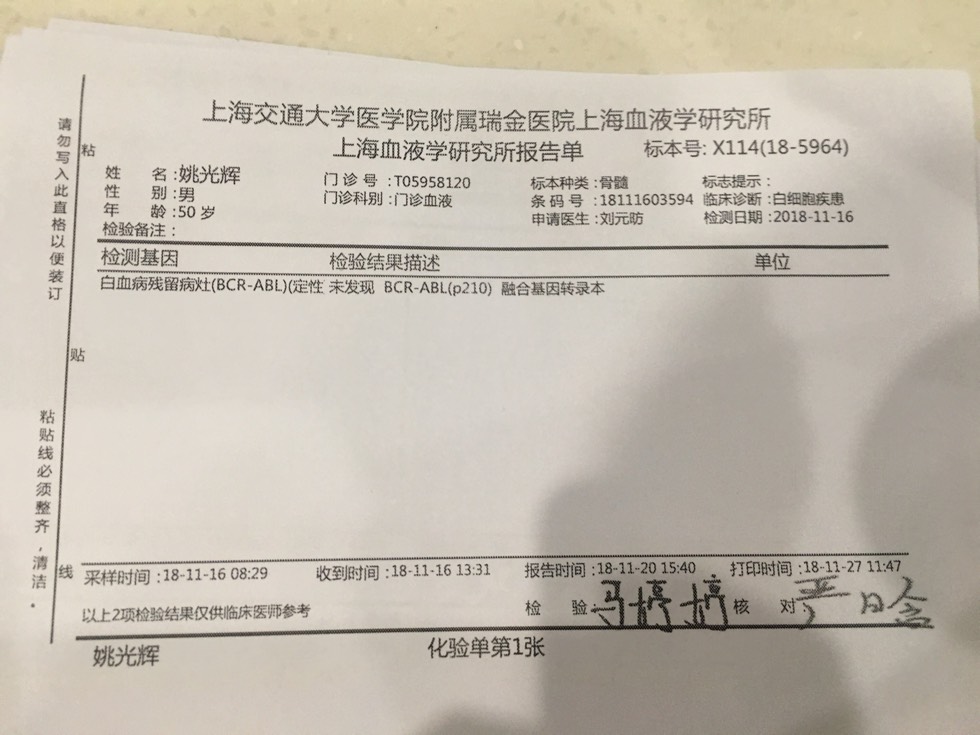 上海交通大学医学院附属瑞金医院上海血液学研究所
上海血液学研究所报告单 标本号: X114(18-5964)
姓 名:姚光辉 门诊号:T05958120 标本种类:骨髓 标志提示:
性 别:男 门诊科别:门诊血液 条码号:18111603594 临床诊断:白细胞疾患
年 龄:50岁 申请医生:刘元昉 检测日期:2018-11-16
检验备注:
检测基因 检验结果描述 单位
白血病残留病灶(BCR-ABL)(定性 未发现 BCR-ABL(p210) 融合基因转录本
采样时间:18-11-16 08:29 收到时间:18-11-16 13:31 报告时间:18-11-20 15:40 打印时间:18-11-27 11:47
以上2项检验结果仅供临床医师参考 检 验:马婷婷 核 对:
姚光辉 化验单第1张
请勿写入此直格以便装订
粘贴线必须整齐,清洁.
粘
贴
线